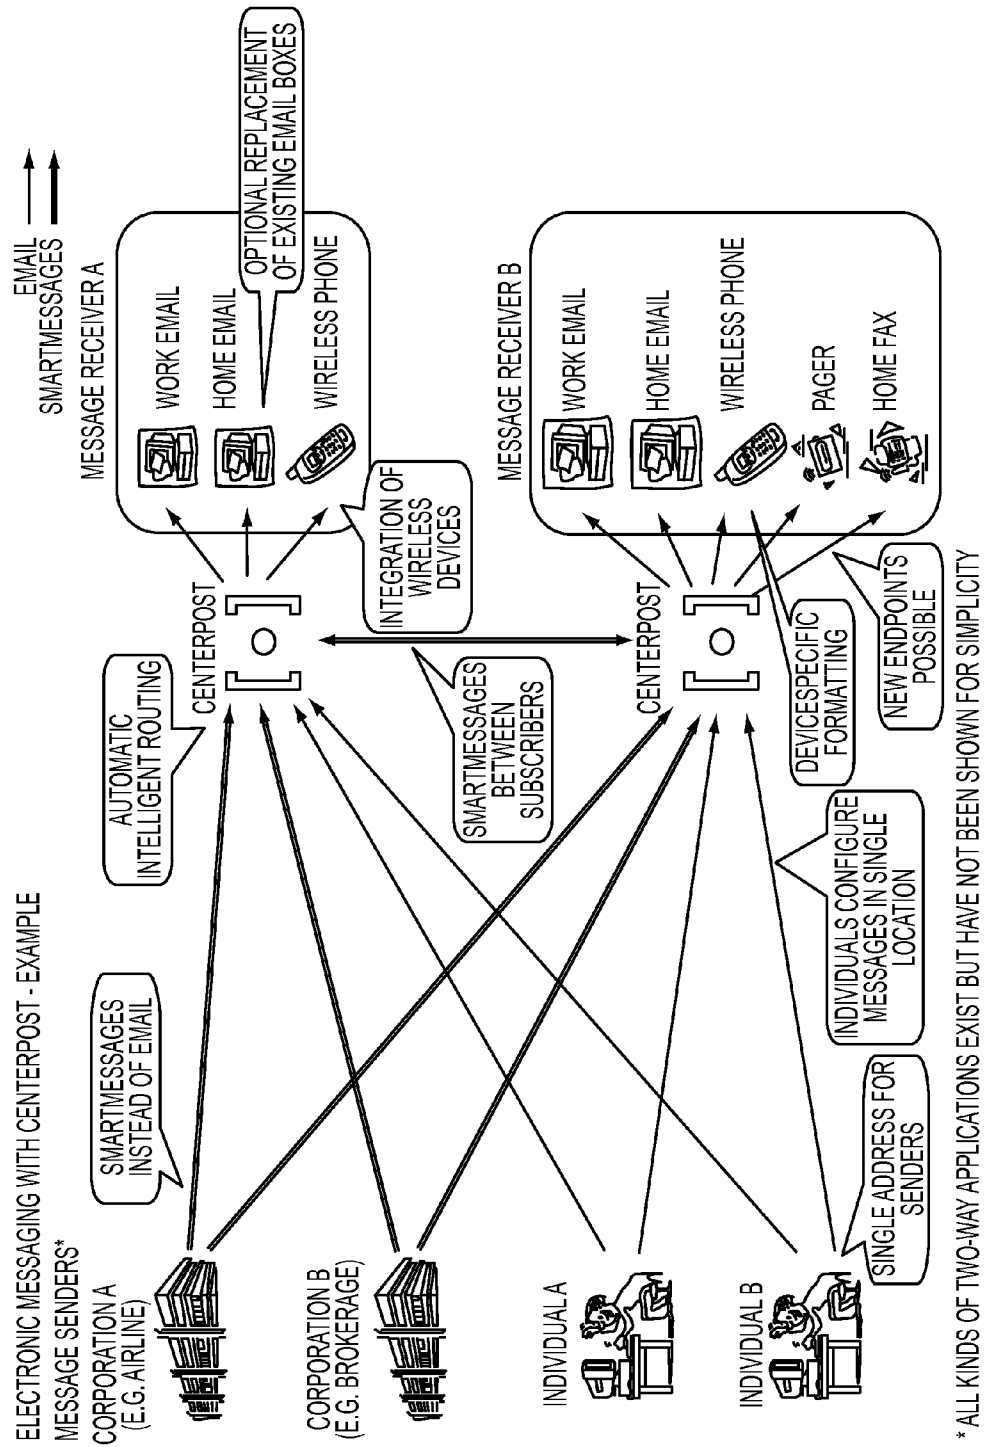 ELECTRONIC MESSAGING WITH CENTERPOST - EXAMPLE
EMAIL
SMARTMESSAGES
MESSAGE SENDERS*
CORPORATION A
(E.G. AIRLINE)
SMARTMESSAGES
INSTEAD OF EMAIL
AUTOMATIC
INTELLIGENT ROUTING
CENTERPOST
MESSAGE RECEIVER A
WORK EMAIL
HOME EMAIL
WIRELESS PHONE
OPTIONAL REPLACEMENT
OF EXISTING EMAIL BOXES
INTEGRATION OF
WIRELESS
DEVICES
CORPORATION B
(E.G. BROKERAGE)
SMARTMESSAGES
BETWEEN
SUBSCRIBERS
INDIVIDUAL A
CENTERPOST
MESSAGE RECEIVER B
WORK EMAIL
HOME EMAIL
WIRELESS PHONE
PAGER
HOME FAX
INDIVIDUAL B
DEVICESPECIFIC
FORMATTING
NEW ENDPOINTS
POSSIBLE
INDIVIDUALS CONFIGURE
MESSAGES IN SINGLE
LOCATION
SINGLE ADDRESS FOR
SENDERS
* ALL KINDS OF TWO-WAY APPLICATIONS EXIST BUT HAVE NOT BEEN SHOWN FOR SIMPLICITY